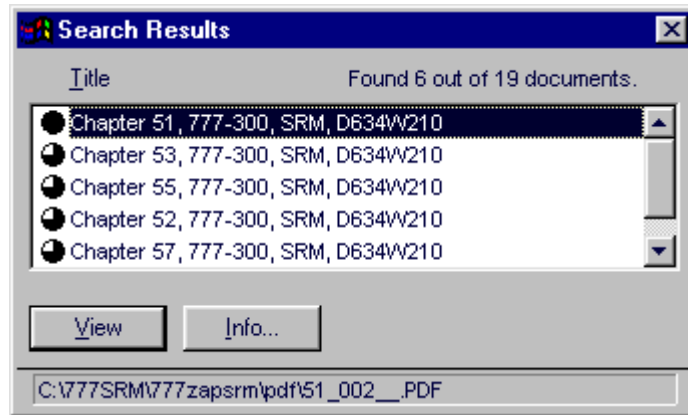 Search Results
Title Found 6 out of 19 documents.
Chapter 51, 777-300, SRM, D634W210
Chapter 53, 777-300, SRM, D634W210
Chapter 55, 777-300, SRM, D634W210
Chapter 52, 777-300, SRM, D634W210
Chapter 57, 777-300, SRM, D634W210
View Info...
C:\777SRM\777zapsrm\pdf\51_002__.PDF